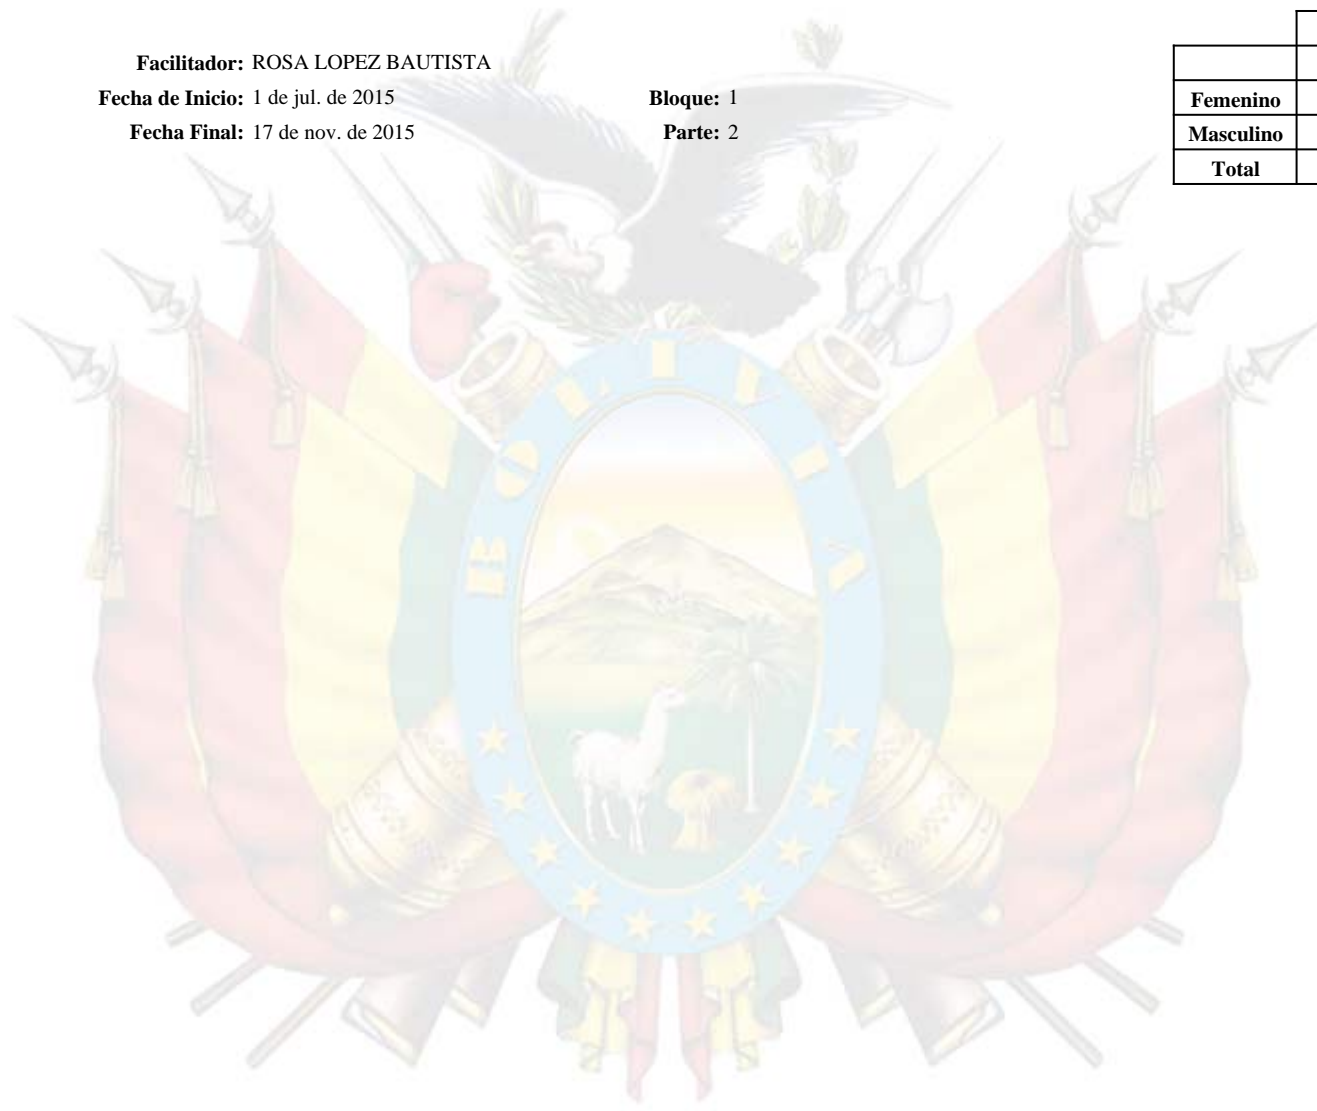 Facilitador: ROSA LOPEZ BAUTISTA
Fecha de Inicio: 1 de jul. de 2015 Bloque: 1
Fecha Final: 17 de nov. de 2015 Parte: 2
Femenino
Masculino
Total
BOLIVIA